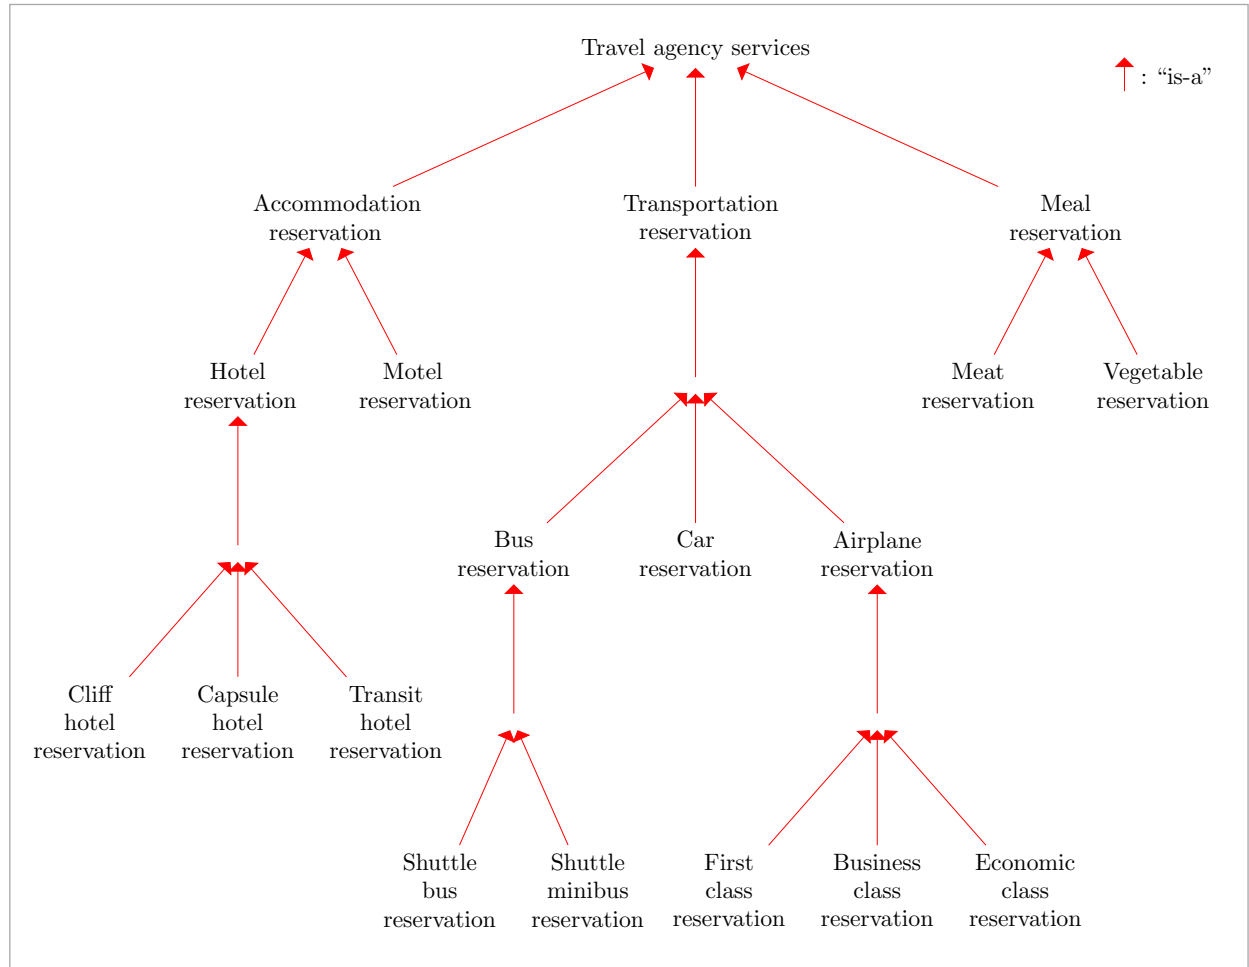 Travel agency services
: “is-a”
Accommodation
reservation
Transportation
reservation
Meal
reservation
Hotel
reservation
Motel
reservation
Meat
reservation
Vegetable
reservation
Bus
reservation
Car
reservation
Airplane
reservation
Cliff
hotel
reservation
Capsule
hotel
reservation
Transit
hotel
reservation
Shuttle
bus
reservation
Shuttle
minibus
reservation
First
class
reservation
Business
class
reservation
Economic
class
reservation